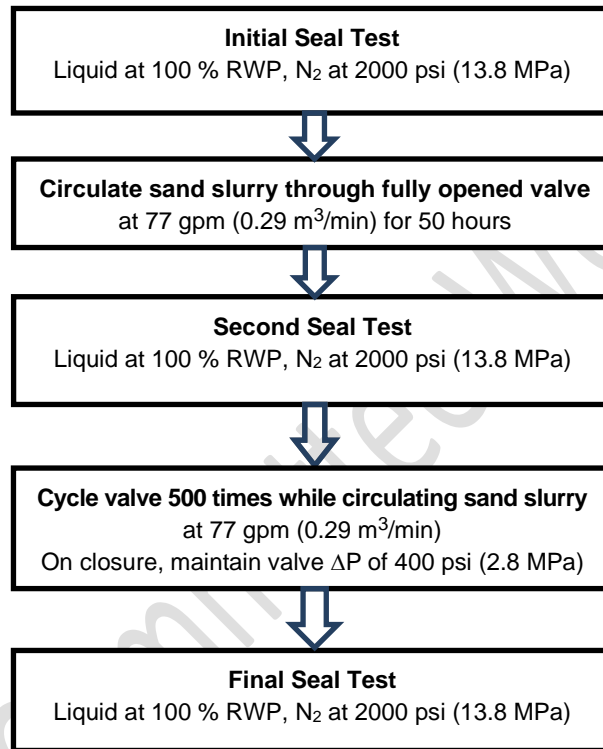 Initial Seal Test
Liquid at 100 % RWP, N₂ at 2000 psi (13.8 MPa)
Circulate sand slurry through fully opened valve
at 77 gpm (0.29 m³/min) for 50 hours
Second Seal Test
Liquid at 100 % RWP, N₂ at 2000 psi (13.8 MPa)
Cycle valve 500 times while circulating sand slurry
at 77 gpm (0.29 m³/min)
On closure, maintain valve ΔP of 400 psi (2.8 MPa)
Final Seal Test
Liquid at 100 % RWP, N₂ at 2000 psi (13.8 MPa)